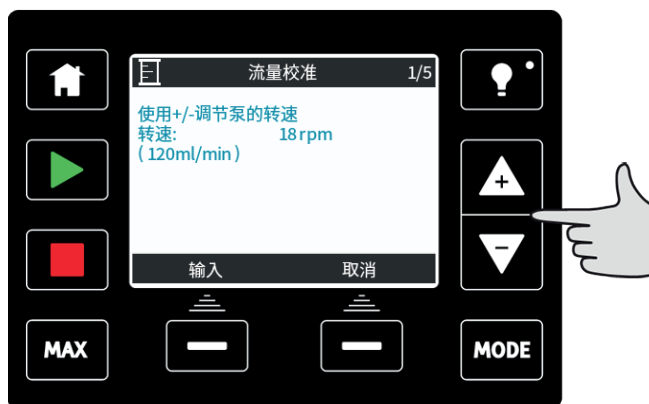 流量校准 1/5
使用+/-调节泵的转速
转速: 18 rpm
( 120ml/min )
+
-
输入 取消
MAX MODE